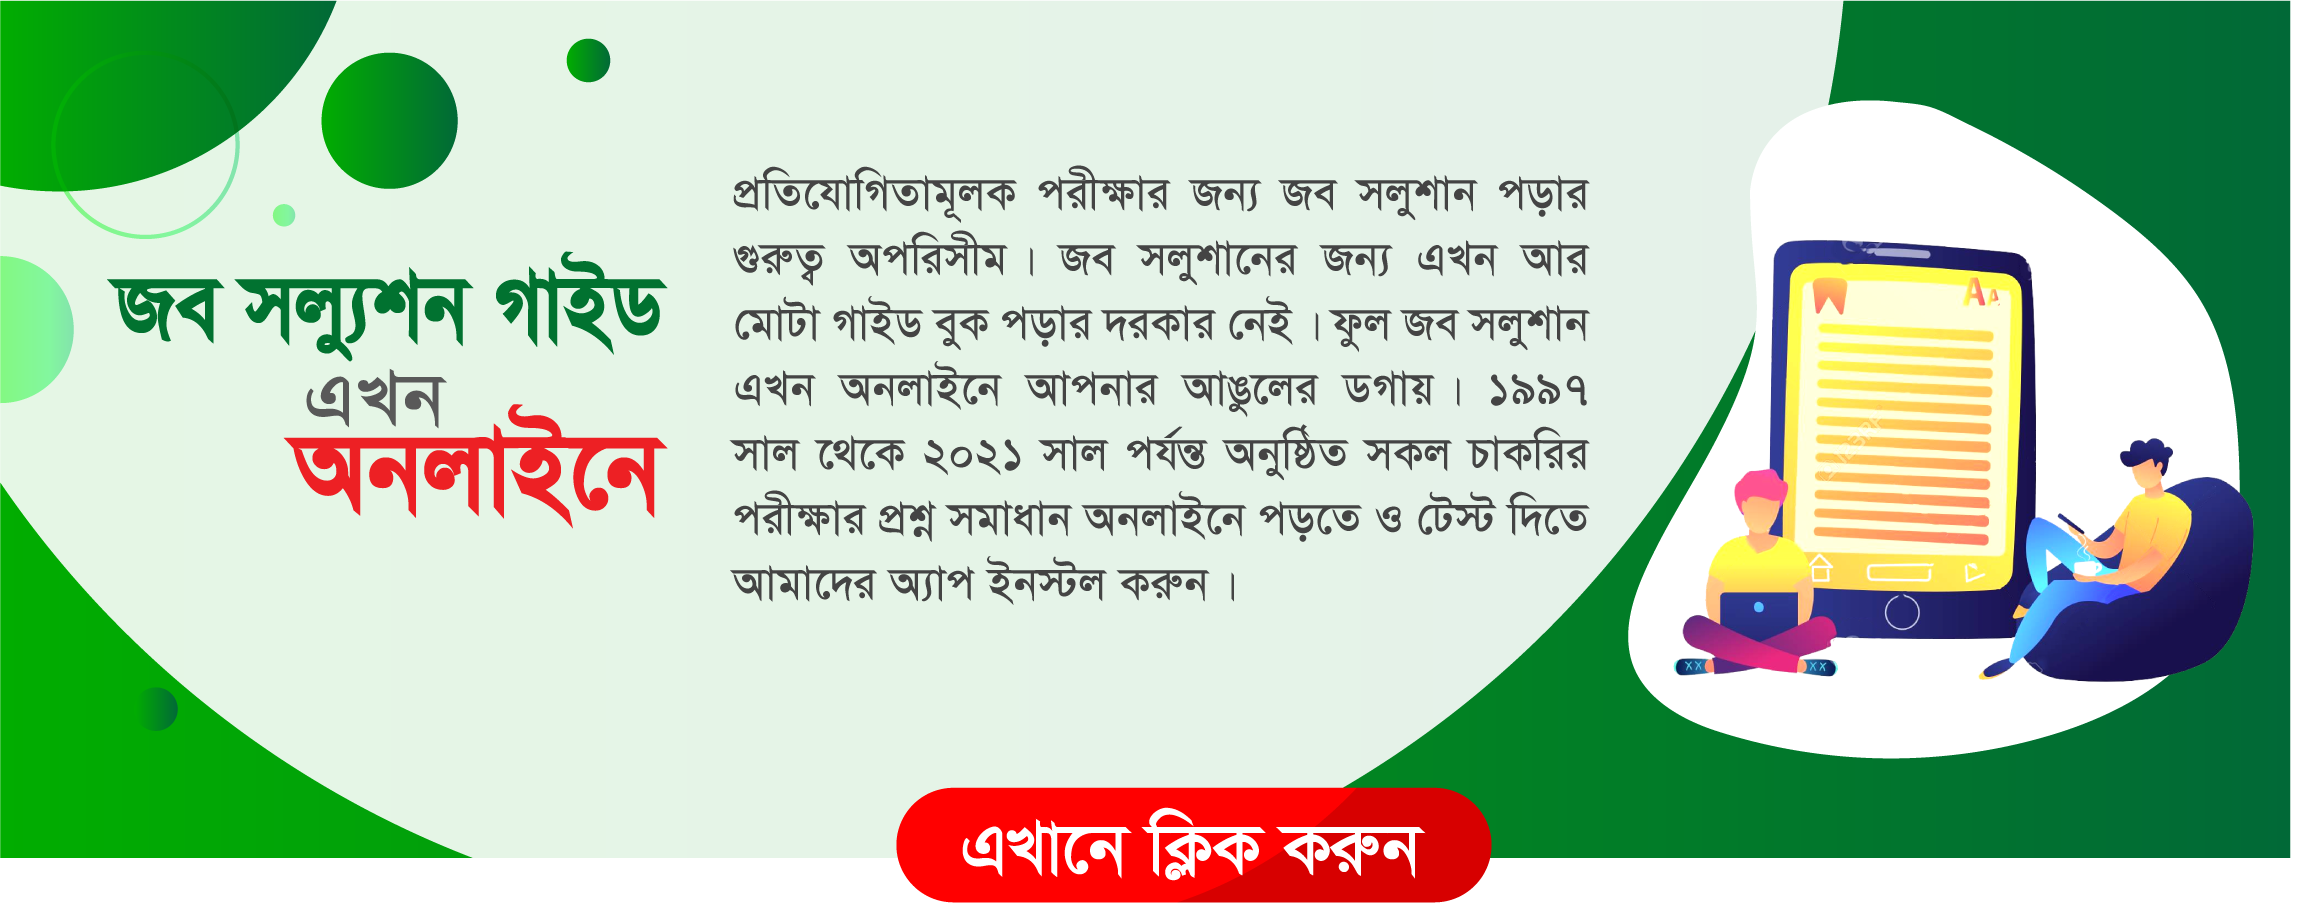 জব সল্যুশন গাইড
এখন
অনলাইনে
প্রতিযোগিতামূলক পরীক্ষার জন্য জব সলুশান পড়ার
গুরুত্ব অপরিসীম। জব সলুশানের জন্য এখন আর
মোটা গাইড বুক পড়ার দরকার নেই। ফুল জব সলুশান
এখন অনলাইনে আপনার আঙুলের ডগায়। ১৯৯৭
সাল থেকে ২০২১ সাল পর্যন্ত অনুষ্ঠিত সকল চাকরির
পরীক্ষার প্রশ্ন সমাধান অনলাইনে পড়তে ও টেস্ট দিতে
আমাদের অ্যাপ ইনস্টল করুন।
AA
এখানে ক্লিক করুন